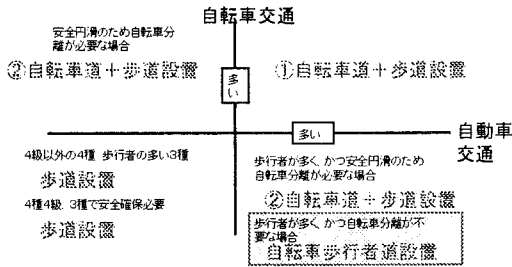 自転車交通
安全円滑のため自転車分
離が必要な場合
②自転車道＋歩道設置
①自転車道＋歩道設置
多い
多い
自動車
交通
4級以外の4種 歩行者の多い3種
歩道設置
4種4級、3種で安全確保必要
歩道設置
歩行者が多く、かつ安全円滑のため
自転車分離が必要な場合
②自転車道＋歩道設置
歩行者が多く、かつ自転車分離が不
要な場合
自転車歩行者道設置